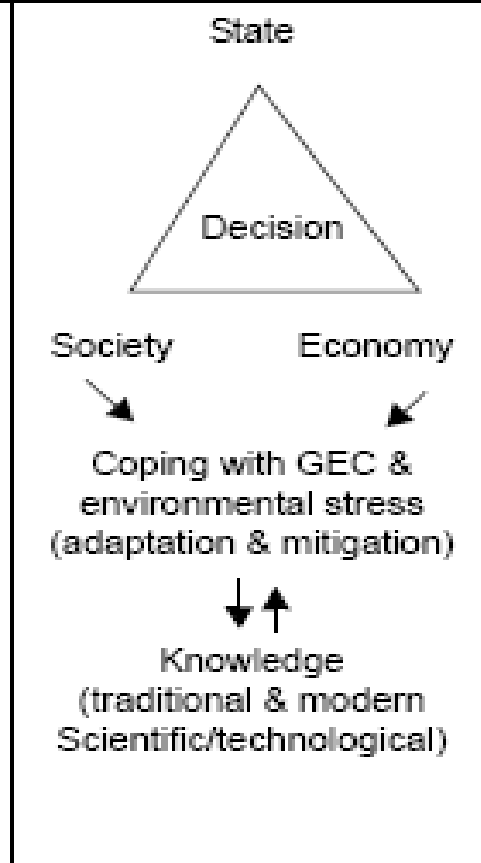 State
Decision
Society Economy
Coping with GEC &
environmental stress
(adaptation & mitigation)
Knowledge
(traditional & modern
Scientific/technological)